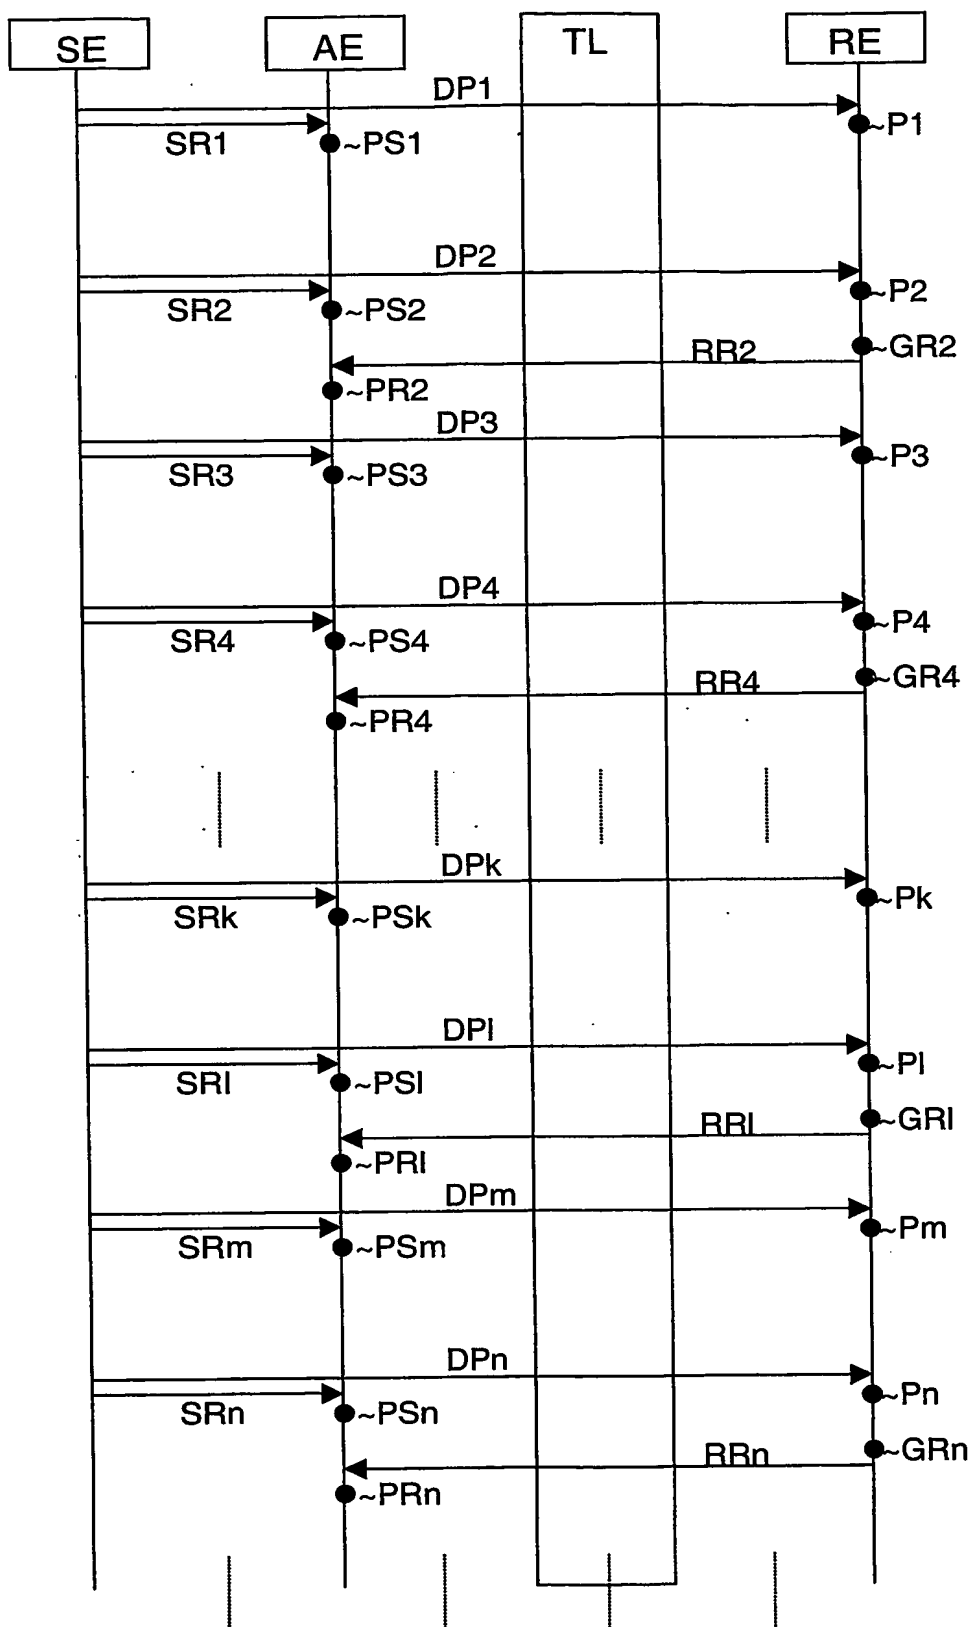 SE AE TL RE
DP1
SR1 ~PS1 ~P1
DP2
SR2 ~PS2 ~P2
RR2 ~GR2
~PR2
DP3
SR3 ~PS3 ~P3
DP4
SR4 ~PS4 ~P4
RR4 ~GR4
~PR4
DPk
SRk ~PSk ~Pk
DPl
SRl ~PSl ~Pl
RRl ~GRl
~PRl
DPm
SRm ~PSm ~Pm
DPn
SRn ~PSn ~Pn
RRn ~GRn
~PRn